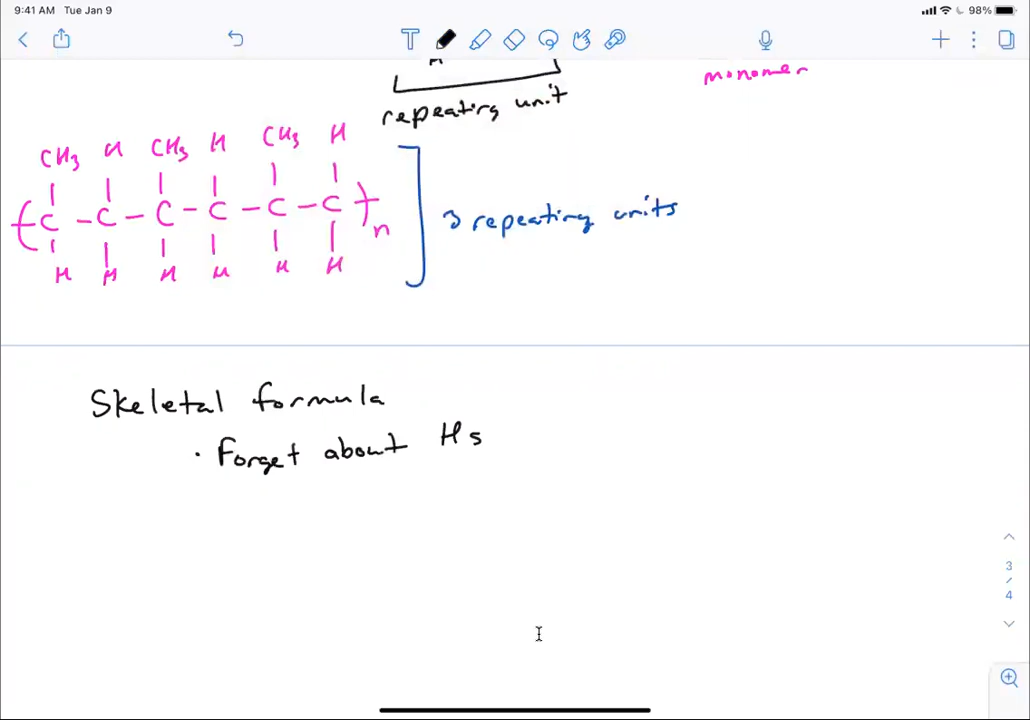 9:41 AM Tue Jan 9
98%
T
H
monomer
repeating unit
CH3 H CH3 H CH3 H
C - C - C - C - C - C
n
H H H H H H
3 repeating units
Skeletal formula
· Forget about Hs
3
/
4